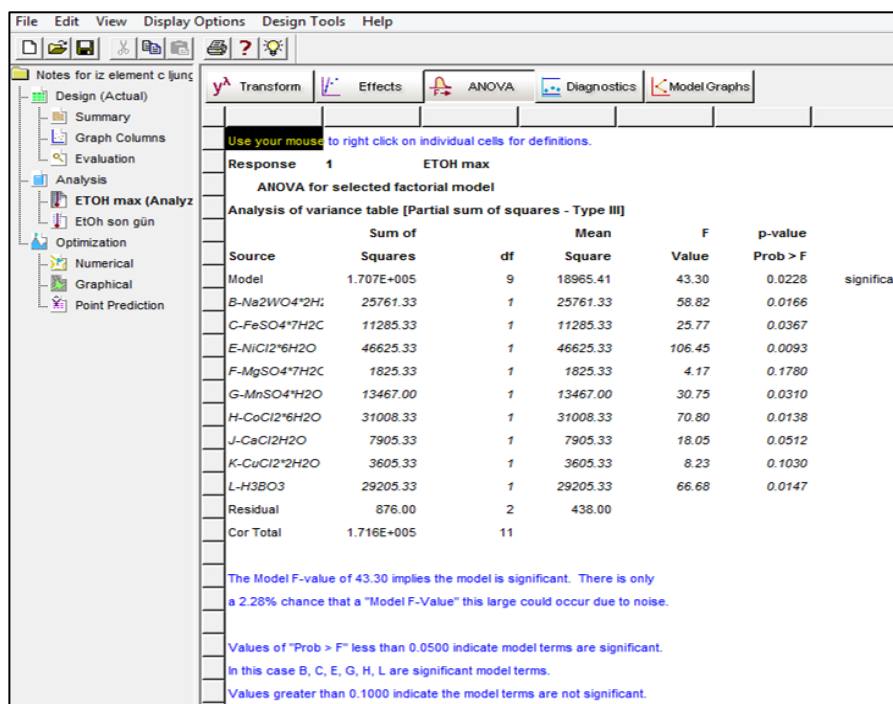 File Edit View Display Options Design Tools Help
Notes for iz element c ljung
Design (Actual)
Summary
Graph Columns
Evaluation
Analysis
ETOH max (Analyz
EtOh son gün
Optimization
Numerical
Graphical
Point Prediction
yλ Transform Effects ANOVA Diagnostics Model Graphs
Use your mouse to right click on individual cells for definitions.
Response 1 ETOH max
ANOVA for selected factorial model
Analysis of variance table [Partial sum of squares - Type III]
Sum of Mean F p-value
Source Squares df Square Value Prob > F
Model 1.707E+005 9 18965.41 43.30 0.0228 significa
B-Na2WO4*2H2 25761.33 1 25761.33 58.82 0.0166
C-FeSO4*7H2O 11285.33 1 11285.33 25.77 0.0367
E-NiCl2*6H2O 46625.33 1 46625.33 106.45 0.0093
F-MgSO4*7H2O 1825.33 1 1825.33 4.17 0.1780
G-MnSO4*H2O 13467.00 1 13467.00 30.75 0.0310
H-CoCl2*6H2O 31008.33 1 31008.33 70.80 0.0138
J-CaCl2H2O 7905.33 1 7905.33 18.05 0.0512
K-CuCl2*2H2O 3605.33 1 3605.33 8.23 0.1030
L-H3BO3 29205.33 1 29205.33 66.68 0.0147
Residual 876.00 2 438.00
Cor Total 1.716E+005 11
The Model F-value of 43.30 implies the model is significant. There is only
a 2.28% chance that a "Model F-Value" this large could occur due to noise.
Values of "Prob > F" less than 0.0500 indicate model terms are significant.
In this case B, C, E, G, H, L are significant model terms.
Values greater than 0.1000 indicate the model terms are not significant.